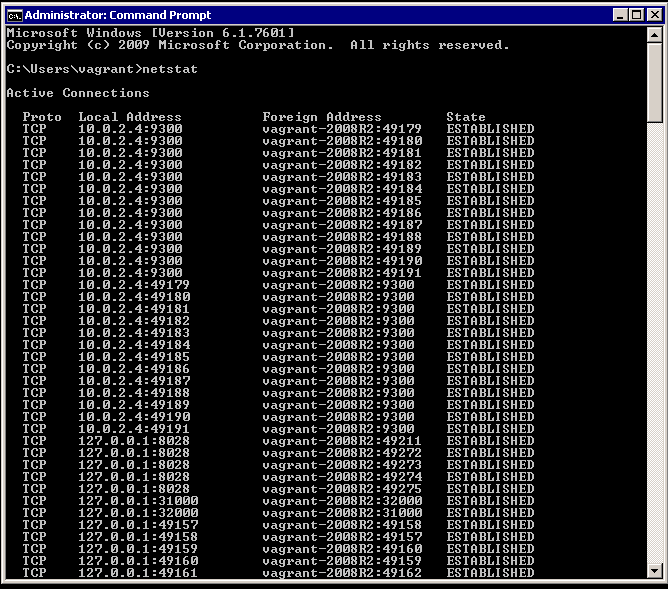 Administrator: Command Prompt
Microsoft Windows [Version 6.1.7601]
Copyright (c) 2009 Microsoft Corporation.  All rights reserved.
C:\Users\vagrant>netstat
Active Connections
  Proto  Local Address          Foreign Address        State
  TCP    10.0.2.4:9300          vagrant-2008R2:49179   ESTABLISHED
  TCP    10.0.2.4:9300          vagrant-2008R2:49180   ESTABLISHED
  TCP    10.0.2.4:9300          vagrant-2008R2:49181   ESTABLISHED
  TCP    10.0.2.4:9300          vagrant-2008R2:49182   ESTABLISHED
  TCP    10.0.2.4:9300          vagrant-2008R2:49183   ESTABLISHED
  TCP    10.0.2.4:9300          vagrant-2008R2:49184   ESTABLISHED
  TCP    10.0.2.4:9300          vagrant-2008R2:49185   ESTABLISHED
  TCP    10.0.2.4:9300          vagrant-2008R2:49186   ESTABLISHED
  TCP    10.0.2.4:9300          vagrant-2008R2:49187   ESTABLISHED
  TCP    10.0.2.4:9300          vagrant-2008R2:49188   ESTABLISHED
  TCP    10.0.2.4:9300          vagrant-2008R2:49189   ESTABLISHED
  TCP    10.0.2.4:9300          vagrant-2008R2:49190   ESTABLISHED
  TCP    10.0.2.4:9300          vagrant-2008R2:49191   ESTABLISHED
  TCP    10.0.2.4:49179         vagrant-2008R2:9300    ESTABLISHED
  TCP    10.0.2.4:49180         vagrant-2008R2:9300    ESTABLISHED
  TCP    10.0.2.4:49181         vagrant-2008R2:9300    ESTABLISHED
  TCP    10.0.2.4:49182         vagrant-2008R2:9300    ESTABLISHED
  TCP    10.0.2.4:49183         vagrant-2008R2:9300    ESTABLISHED
  TCP    10.0.2.4:49184         vagrant-2008R2:9300    ESTABLISHED
  TCP    10.0.2.4:49185         vagrant-2008R2:9300    ESTABLISHED
  TCP    10.0.2.4:49186         vagrant-2008R2:9300    ESTABLISHED
  TCP    10.0.2.4:49187         vagrant-2008R2:9300    ESTABLISHED
  TCP    10.0.2.4:49188         vagrant-2008R2:9300    ESTABLISHED
  TCP    10.0.2.4:49189         vagrant-2008R2:9300    ESTABLISHED
  TCP    10.0.2.4:49190         vagrant-2008R2:9300    ESTABLISHED
  TCP    10.0.2.4:49191         vagrant-2008R2:9300    ESTABLISHED
  TCP    127.0.0.1:8028         vagrant-2008R2:49211   ESTABLISHED
  TCP    127.0.0.1:8028         vagrant-2008R2:49272   ESTABLISHED
  TCP    127.0.0.1:8028         vagrant-2008R2:49273   ESTABLISHED
  TCP    127.0.0.1:8028         vagrant-2008R2:49274   ESTABLISHED
  TCP    127.0.0.1:8028         vagrant-2008R2:49275   ESTABLISHED
  TCP    127.0.0.1:31000        vagrant-2008R2:32000   ESTABLISHED
  TCP    127.0.0.1:32000        vagrant-2008R2:31000   ESTABLISHED
  TCP    127.0.0.1:49157        vagrant-2008R2:49158   ESTABLISHED
  TCP    127.0.0.1:49158        vagrant-2008R2:49157   ESTABLISHED
  TCP    127.0.0.1:49159        vagrant-2008R2:49160   ESTABLISHED
  TCP    127.0.0.1:49160        vagrant-2008R2:49159   ESTABLISHED
  TCP    127.0.0.1:49161        vagrant-2008R2:49162   ESTABLISHED